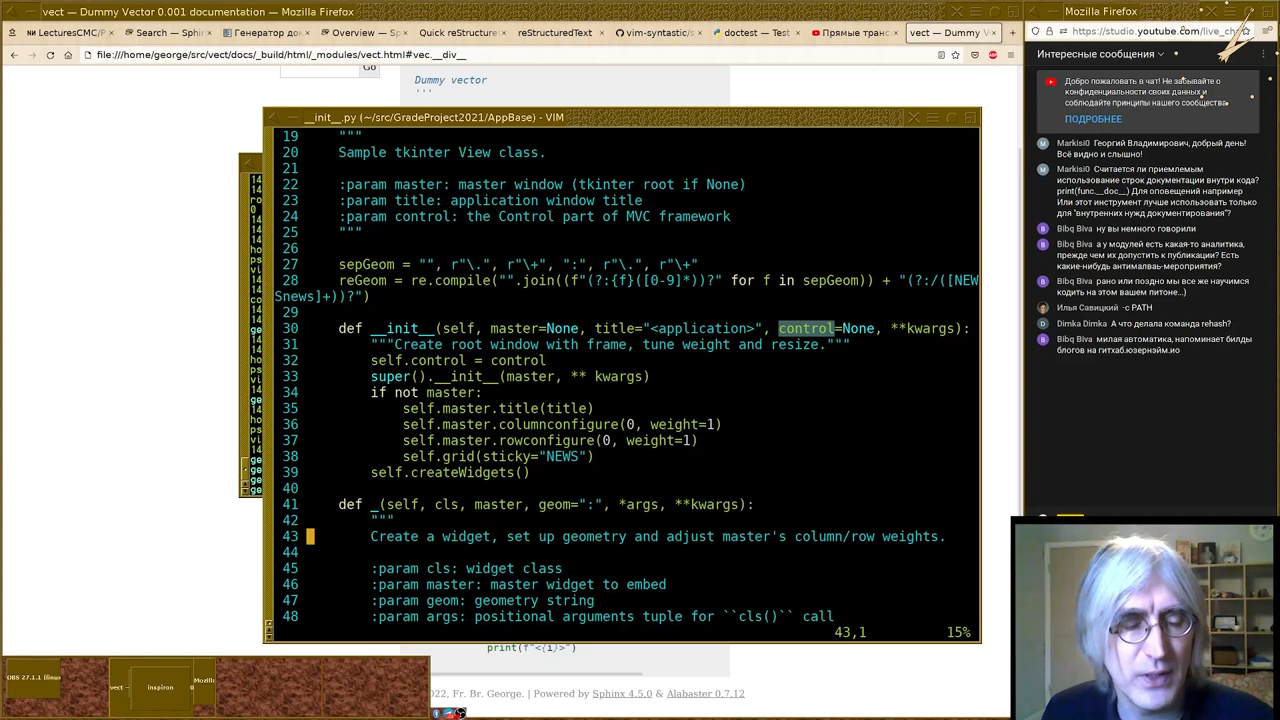 vect — Dummy Vector 0.001 documentation — Mozilla Firefox
Mozilla Firefox
LecturesCMC/P
Search — Sphin
Генератор док
Overview — Sp
Quick reStructure
reStructuredText
vim-syntastic/s
doctest — Test
Прямые транс
vect — Dummy V
https://studio.youtube.com/live_ch
file:///home/george/src/vect/docs/_build/html/_modules/vect.html#vec.__div__
Интересные сообщения
Go
Dummy vector
'''
Добро пожаловать в чат! Не забывайте о
конфиденциальности своих данных и
соблюдайте принципы нашего сообщества.
ПОДРОБНЕЕ
__init__.py (~/src/GradeProject2021/AppBase) - VIM
19 """
20 Sample tkinter View class.
21
22 :param master: master window (tkinter root if None)
23 :param title: application window title
24 :param control: the Control part of MVC framework
25 """
26
27 sepGeom = "", r"\.", r"\+", ":", r"\.", r"\+"
28 reGeom = re.compile("".join((f"(?:{f}([0-9]*))?" for f in sepGeom)) + "(?:/([NEW
Snews]+))?")
29
30 def __init__(self, master=None, title="<application>", control=None, **kwargs):
31 """Create root window with frame, tune weight and resize."""
32 self.control = control
33 super().__init__(master, ** kwargs)
34 if not master:
35 self.master.title(title)
36 self.master.columnconfigure(0, weight=1)
37 self.master.rowconfigure(0, weight=1)
38 self.grid(sticky="NEWS")
39 self.createWidgets()
40
41 def _(self, cls, master, geom=":", *args, **kwargs):
42 """
43 Create a widget, set up geometry and adjust master's column/row weights.
44
45 :param cls: widget class
46 :param master: master widget to embed
47 :param geom: geometry string
48 :param args: positional arguments tuple for ``cls()`` call
43,1 15%
Markisi0 Георгий Владимирович, добрый день!
Всё видно и слышно!
Markisi0 Считается ли приемлемым
использование строк документации внутри кода?
print(func.__doc__) Для оповещений например
Или этот инструмент лучше использовать только
для "внутренних нужд документирования"?
Bibq Biva ну вы немного говорили
Bibq Biva а у модулей есть какая-то аналитика,
прежде чем их допустить к публикации? Есть
какие-нибудь антималваь-мероприятия?
Bibq Biva рано или поздно мы все же научимся
кодить на этом вашем питоне...)
Илья Савицкий -c PATH
Dimka Dimka А что делала команда rehash?
Bibq Biva милая автоматика, напоминает билды
блогов на гитхаб.юзернэйм.ио
print(f"<{i}>")
2022, Fr. Br. George. | Powered by Sphinx 4.5.0 & Alabaster 0.7.12
OBS 27.1.1 (linux
vect —
inspiron
Mozill